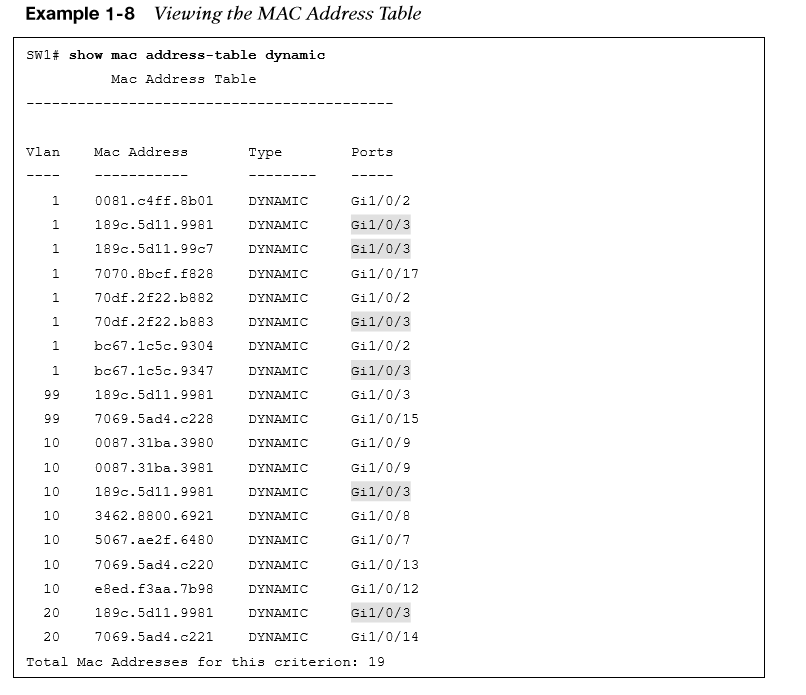 Example 1-8 Viewing the MAC Address Table
SW1# show mac address-table dynamic
Mac Address Table
-------------------------------------------
Vlan Mac Address Type Ports
---- ----------- -------- -----
1 0081.c4ff.8b01 DYNAMIC Gi1/0/2
1 189c.5d11.9981 DYNAMIC Gi1/0/3
1 189c.5d11.99c7 DYNAMIC Gi1/0/3
1 7070.8bcf.f828 DYNAMIC Gi1/0/17
1 70df.2f22.b882 DYNAMIC Gi1/0/2
1 70df.2f22.b883 DYNAMIC Gi1/0/3
1 bc67.1c5c.9304 DYNAMIC Gi1/0/2
1 bc67.1c5c.9347 DYNAMIC Gi1/0/3
99 189c.5d11.9981 DYNAMIC Gi1/0/3
99 7069.5ad4.c228 DYNAMIC Gi1/0/15
10 0087.31ba.3980 DYNAMIC Gi1/0/9
10 0087.31ba.3981 DYNAMIC Gi1/0/9
10 189c.5d11.9981 DYNAMIC Gi1/0/3
10 3462.8800.6921 DYNAMIC Gi1/0/8
10 5067.ae2f.6480 DYNAMIC Gi1/0/7
10 7069.5ad4.c220 DYNAMIC Gi1/0/13
10 e8ed.f3aa.7b98 DYNAMIC Gi1/0/12
20 189c.5d11.9981 DYNAMIC Gi1/0/3
20 7069.5ad4.c221 DYNAMIC Gi1/0/14
Total Mac Addresses for this criterion: 19